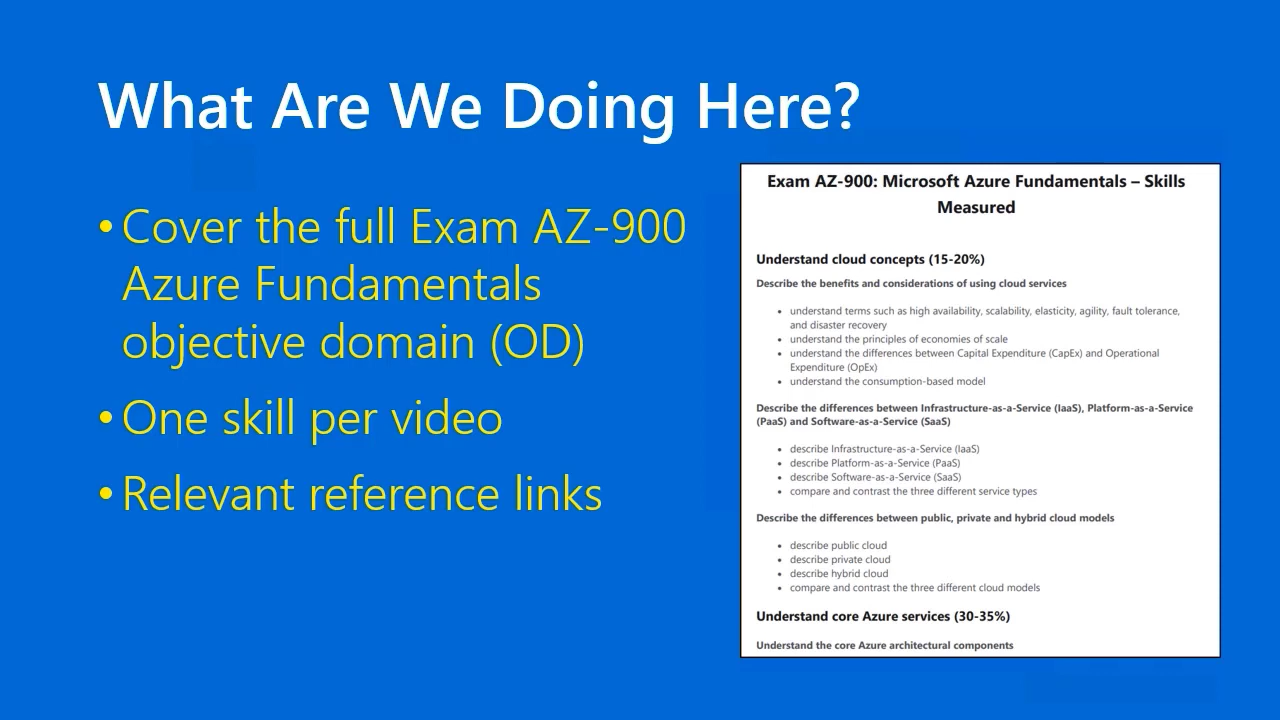 What Are We Doing Here?
• Cover the full Exam AZ-900
Azure Fundamentals
objective domain (OD)
• One skill per video
• Relevant reference links
Exam AZ-900: Microsoft Azure Fundamentals – Skills
Measured
Understand cloud concepts (15-20%)
Describe the benefits and considerations of using cloud services
• understand terms such as high availability, scalability, elasticity, agility, fault tolerance,
and disaster recovery
• understand the principles of economies of scale
• understand the differences between Capital Expenditure (CapEx) and Operational
Expenditure (OpEx)
• understand the consumption-based model
Describe the differences between Infrastructure-as-a-Service (IaaS), Platform-as-a-Service
(PaaS) and Software-as-a-Service (SaaS)
• describe Infrastructure-as-a-Service (IaaS)
• describe Platform-as-a-Service (PaaS)
• describe Software-as-a-Service (SaaS)
• compare and contrast the three different service types
Describe the differences between public, private and hybrid cloud models
• describe public cloud
• describe private cloud
• describe hybrid cloud
• compare and contrast the three different cloud models
Understand core Azure services (30-35%)
Understand the core Azure architectural components